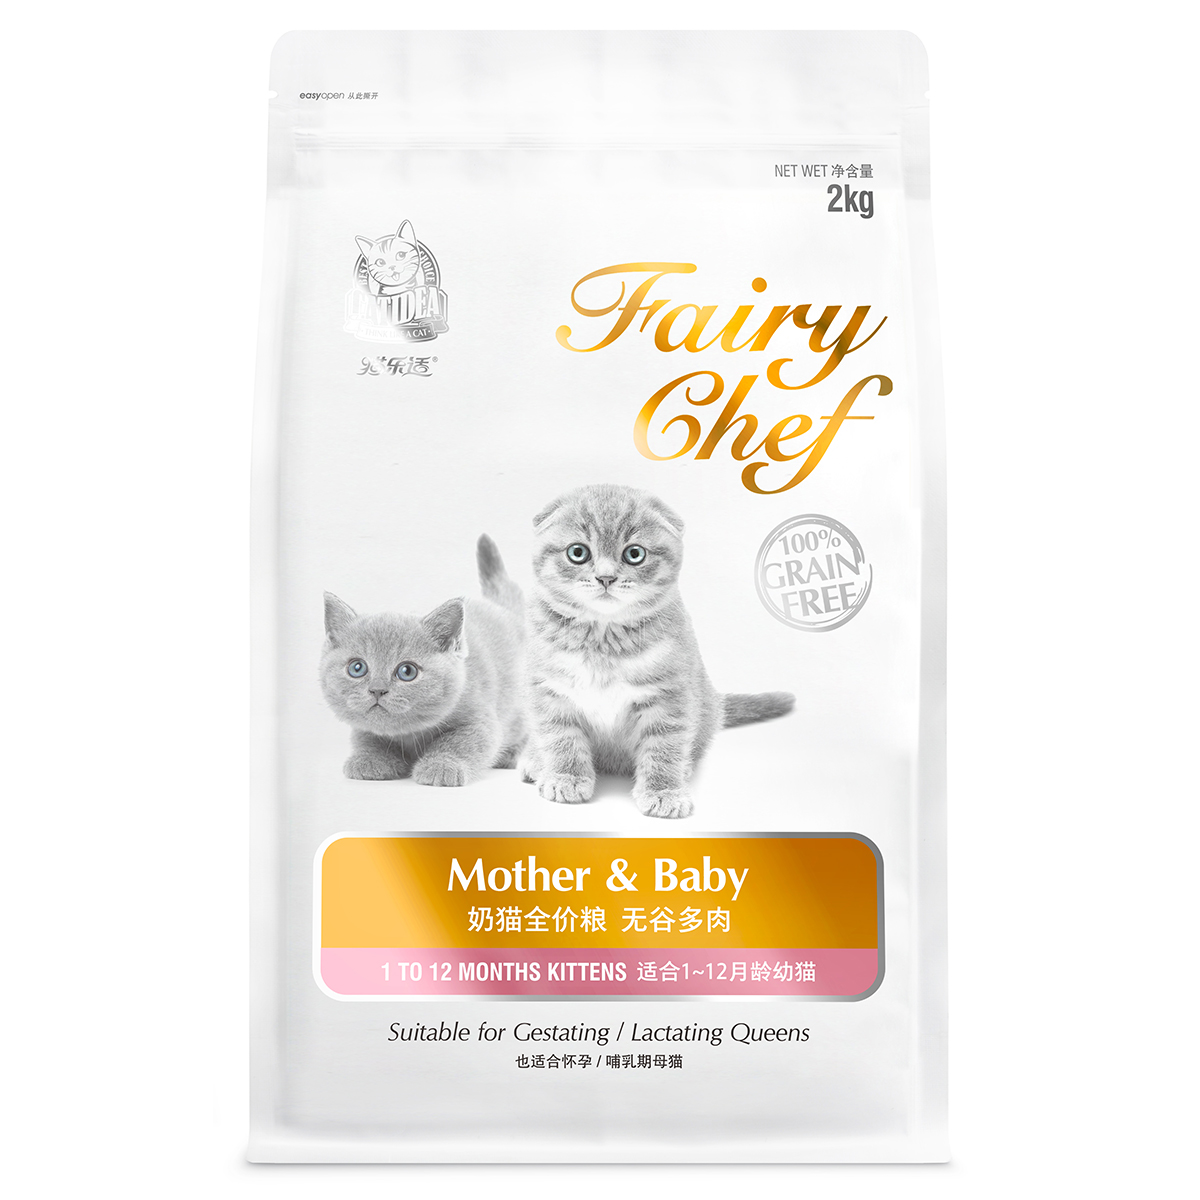 easyopen 从此撕开
NET WET 净含量
2kg
CATIDEA
猫乐适®
Fairy
Chef
100%
GRAIN
FREE
Mother & Baby
奶猫全价粮 无谷多肉
1 TO 12 MONTHS KITTENS 适合1~12月龄幼猫
Suitable for Gestating / Lactating Queens
也适合怀孕 / 哺乳期母猫